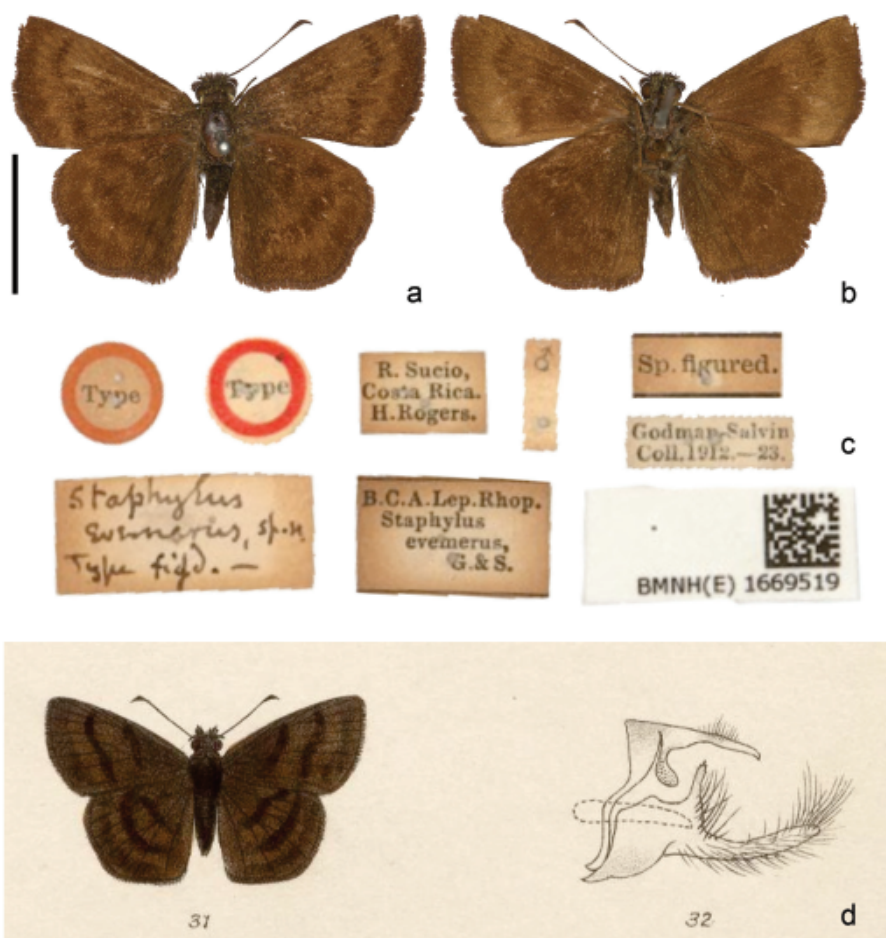 a
b
Type
Type
R. Sucio,
Costa Rica.
H. Rogers.
♂
Sp. figured.
Godman-Salvin
Coll. 1912.—23.
c
Staphylus
evemerus, sp. n.
Type figd. —
B.C.A. Lep. Rhop.
Staphylus
evemerus,
G. & S.
BMNH(E) 1669519
31
32
d